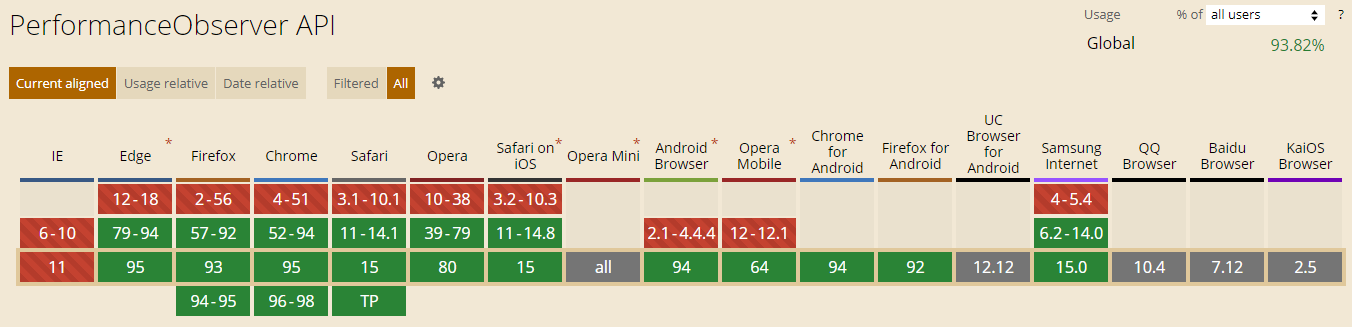 PerformanceObserver API
Usage % of all users ?
Global 93.82%
Current aligned Usage relative Date relative Filtered All
IE Edge * Firefox Chrome Safari Opera Safari on iOS * Opera Mini * Android Browser * Opera Mobile * Chrome for Android Firefox for Android UC Browser for Android Samsung Internet QQ Browser Baidu Browser KaiOS Browser
12-18 2-56 4-51 3.1-10.1 10-38 3.2-10.3 4-5.4
6-10 79-94 57-92 52-94 11-14.1 39-79 11-14.8 2.1-4.4.4 12-12.1 6.2-14.0
11 95 93 95 15 80 15 all 94 64 94 92 12.12 15.0 10.4 7.12 2.5
94-95 96-98 TP